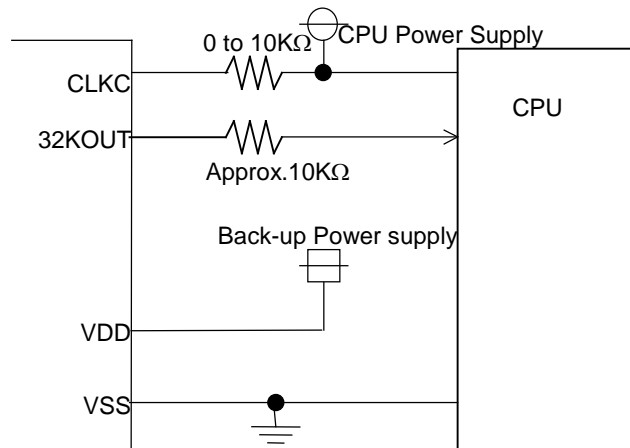 0 to 10KΩ
CPU Power Supply
CLKC
CPU
32KOUT
Approx.10KΩ
Back-up Power supply
VDD
VSS